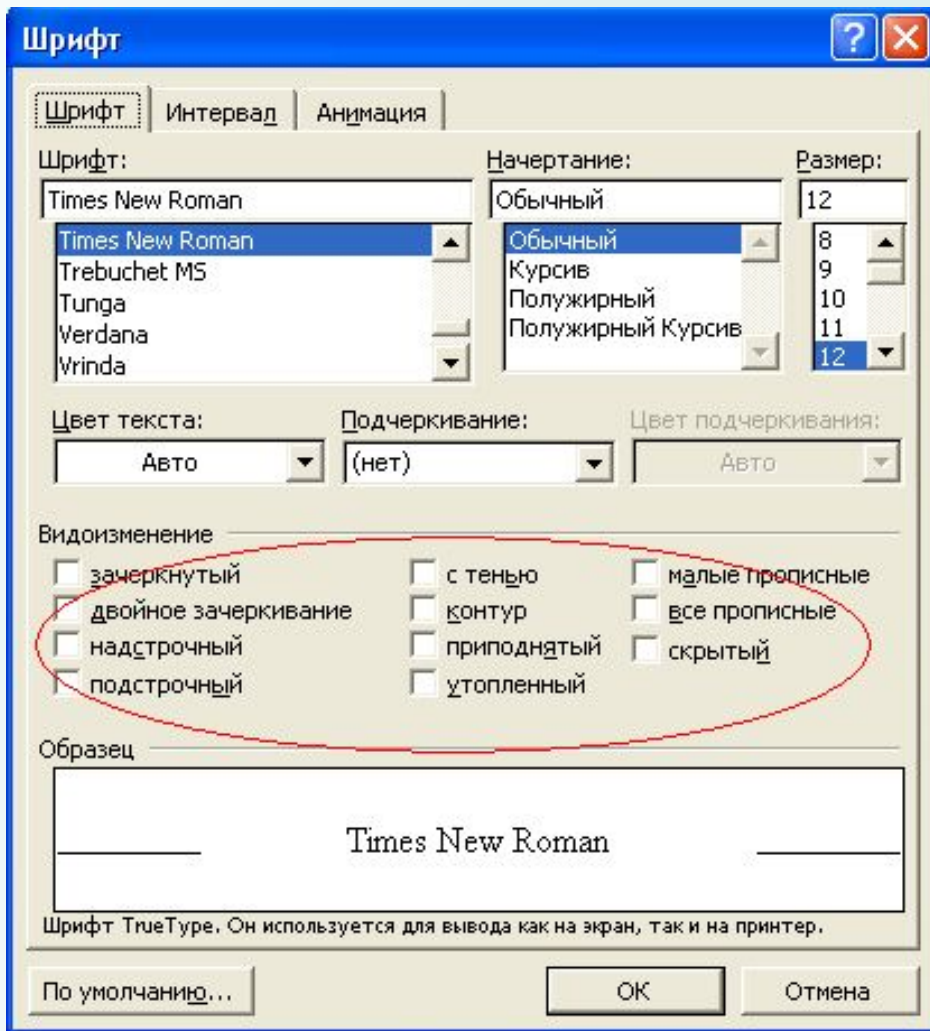 Шрифт
Шрифт Интервал Анимация
Шрифт: Начертание: Размер:
Times New Roman Обычный 12
Times New Roman Обычный 8
Trebuchet MS Курсив 9
Tunga Полужирный 10
Verdana Полужирный Курсив 11
Vrinda 12
Цвет текста: Подчеркивание: Цвет подчеркивания:
Авто (нет) Авто
Видоизменение
зачеркнутый с тенью малые прописные
двойное зачеркивание контур все прописные
надстрочный приподнятый скрытый
подстрочный утопленный
Образец
Times New Roman
Шрифт TrueType. Он используется для вывода как на экран, так и на принтер.
По умолчанию... ОК Отмена